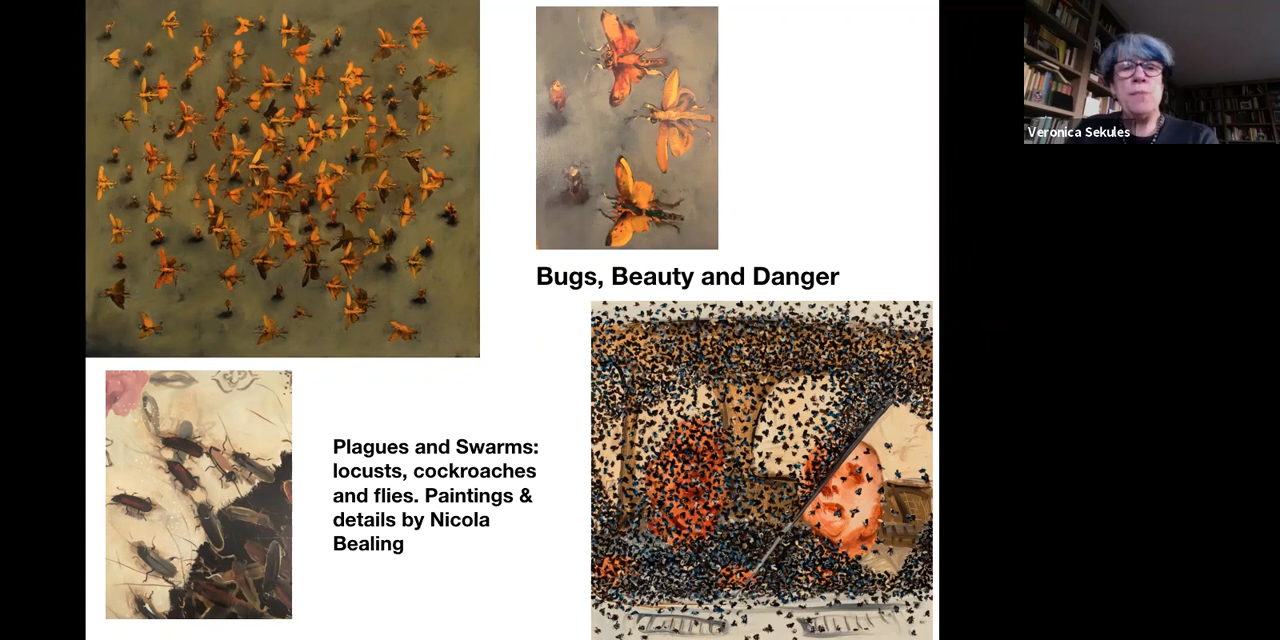 Bugs, Beauty and Danger
Plagues and Swarms:
locusts, cockroaches
and flies. Paintings &
details by Nicola
Bealing
Veronica Sekules